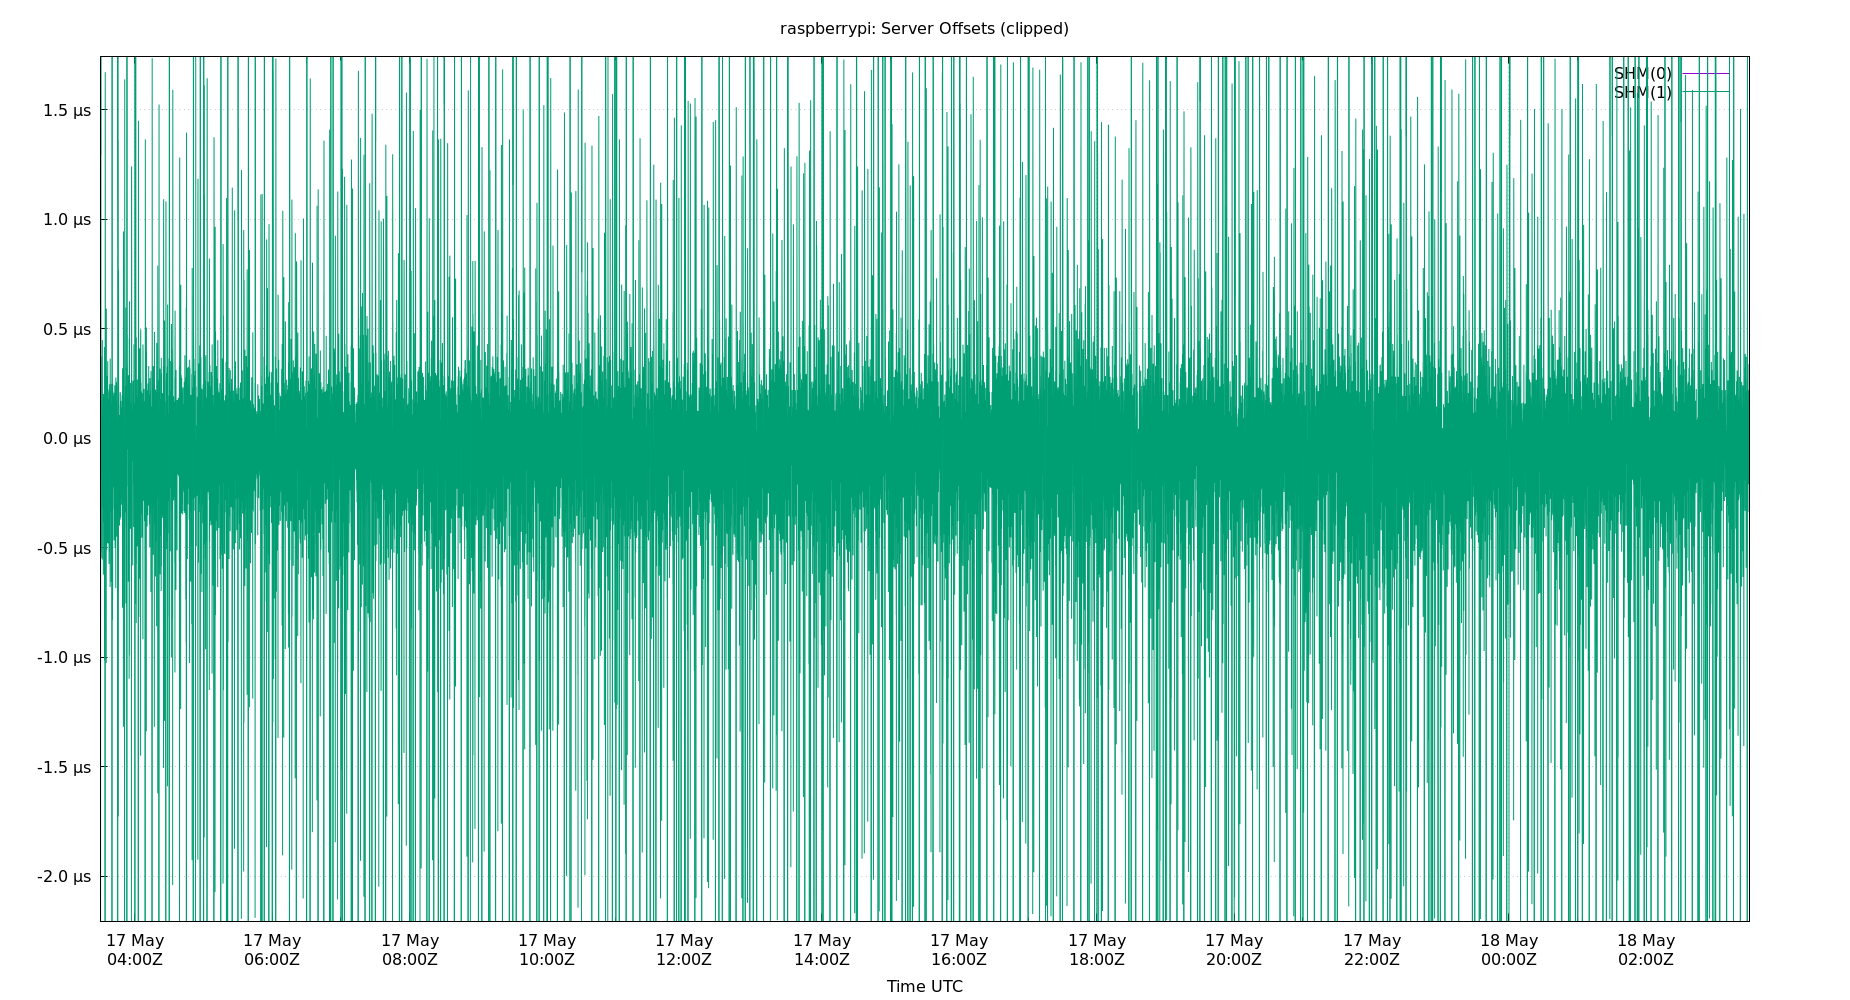 raspberrypi: Server Offsets (clipped)
SHM(0)
SHM(1)
1.5 µs
1.0 µs
0.5 µs
0.0 µs
-0.5 µs
-1.0 µs
-1.5 µs
-2.0 µs
17 May 17 May 17 May 17 May 17 May 17 May 17 May 17 May 17 May 17 May 18 May 18 May
04:00Z 06:00Z 08:00Z 10:00Z 12:00Z 14:00Z 16:00Z 18:00Z 20:00Z 22:00Z 00:00Z 02:00Z
Time UTC